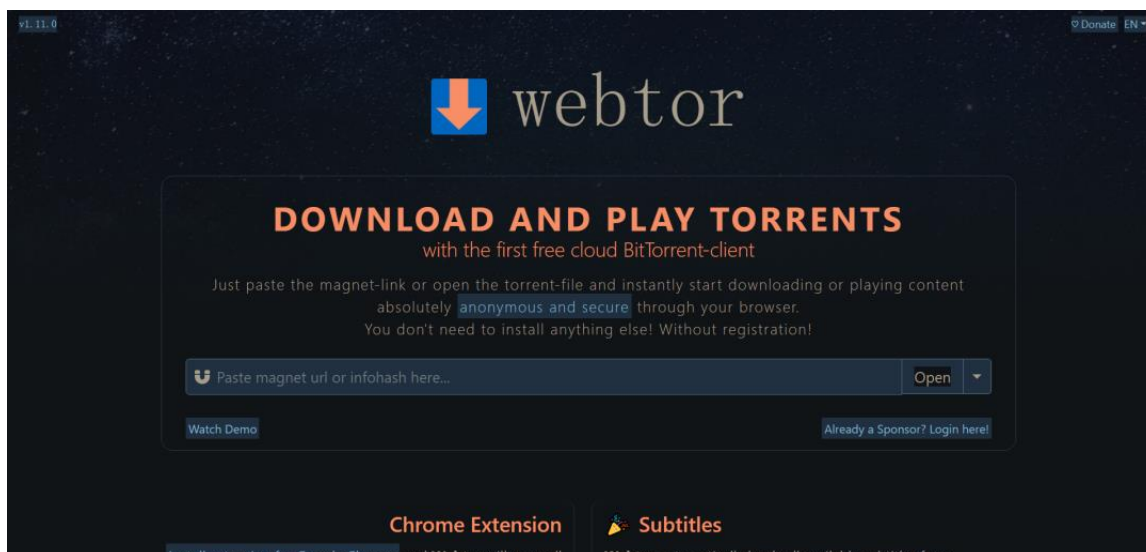 v1.11.0
Donate EN
webtor
DOWNLOAD AND PLAY TORRENTS
with the first free cloud BitTorrent-client
Just paste the magnet-link or open the torrent-file and instantly start downloading or playing content
absolutely anonymous and secure through your browser.
You don't need to install anything else! Without registration!
Paste magnet url or infohash here...
Open
Watch Demo
Already a Sponsor? Login here!
Chrome Extension
Subtitles